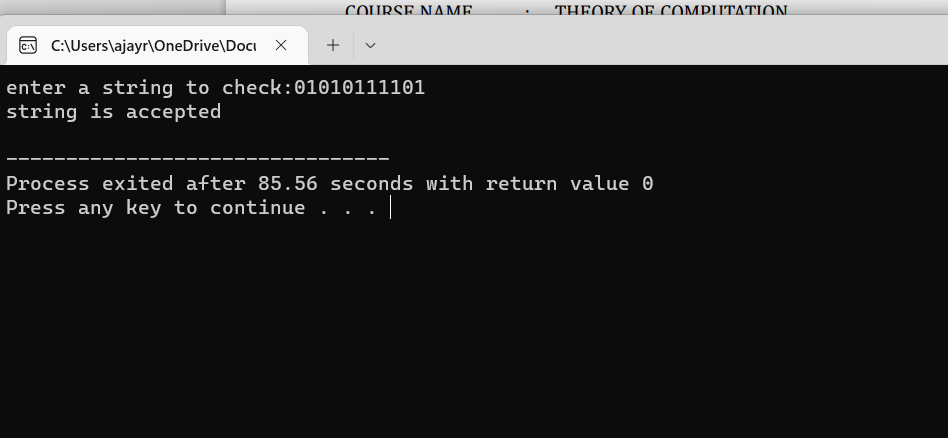 COURSE NAME : THEORY OF COMPUTATION
C:\Users\ajayr\OneDrive\Docu
enter a string to check:01010111101
string is accepted
--------------------------------
Process exited after 85.56 seconds with return value 0
Press any key to continue . . .